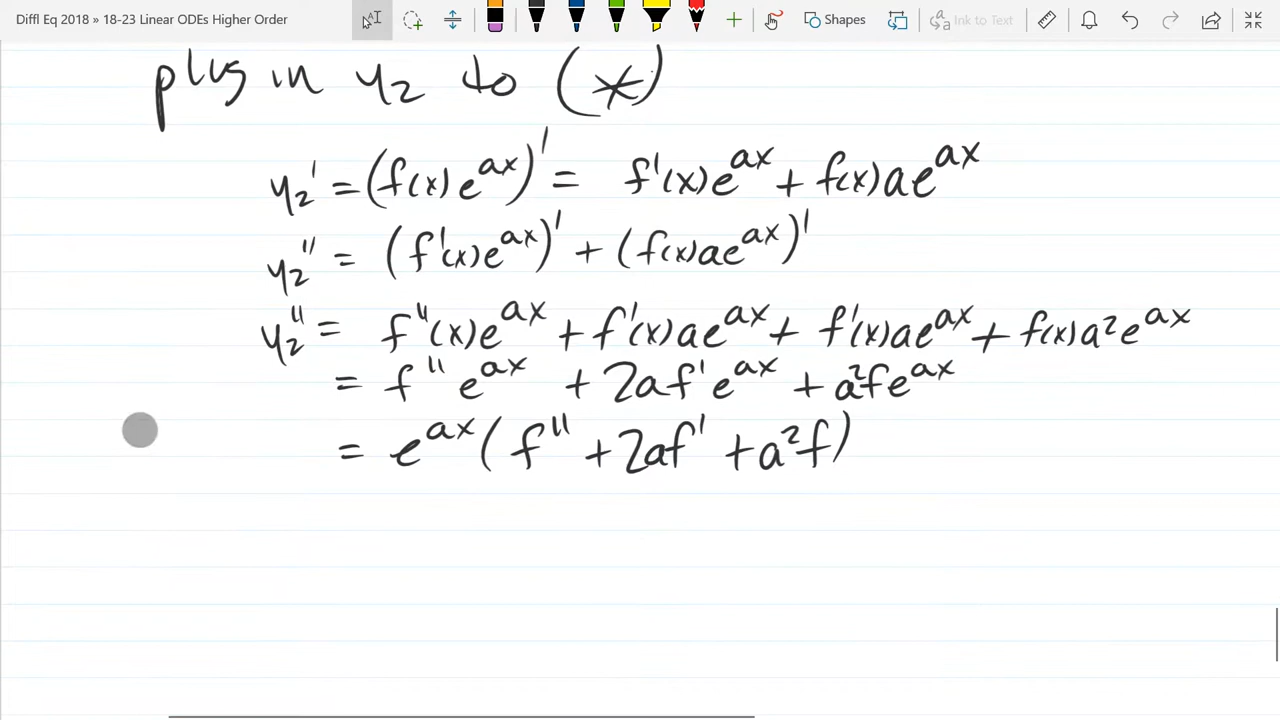 Diffl Eq 2018 » 18-23 Linear ODEs Higher Order Shapes Ink to Text
plug in y₂ to (*)
y₂' = (f(x)e^{ax})' = f'(x)e^{ax} + f(x)ae^{ax}
y₂'' = (f'(x)e^{ax})' + (f(x)ae^{ax})'
y₂'' = f''(x)e^{ax} + f'(x)ae^{ax} + f'(x)ae^{ax} + f(x)a²e^{ax}
= f''e^{ax} + 2af'e^{ax} + a²fe^{ax}
= e^{ax}(f'' + 2af' + a²f)